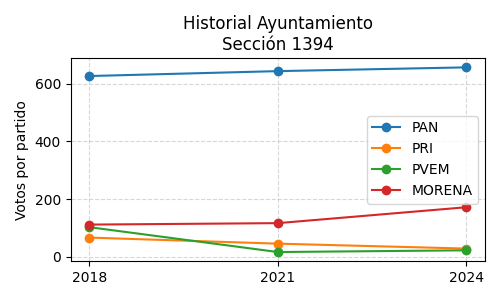 Historial Ayuntamiento
Sección 1394
Votos por partido
600
400
200
0
PAN
PRI
PVEM
MORENA
2018
2021
2024